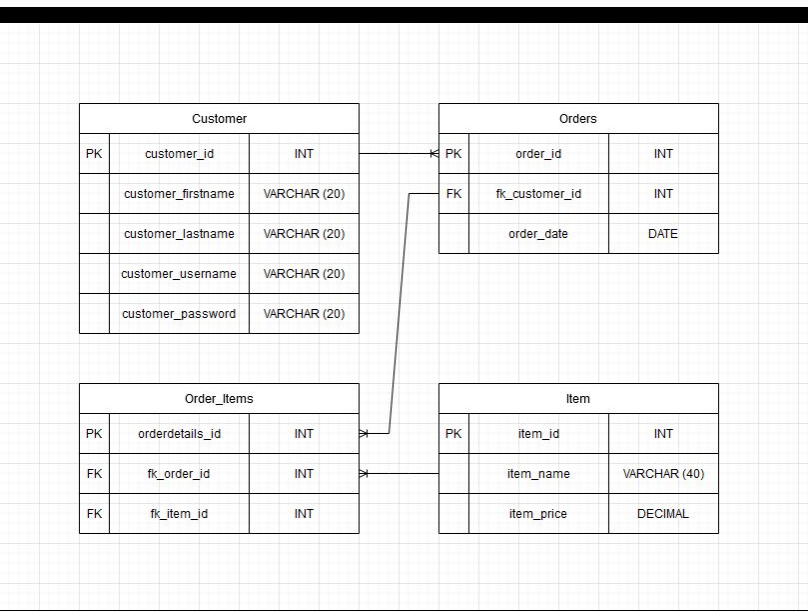 Customer
PK customer_id INT
customer_firstname VARCHAR (20)
customer_lastname VARCHAR (20)
customer_username VARCHAR (20)
customer_password VARCHAR (20)
Orders
PK order_id INT
FK fk_customer_id INT
order_date DATE
Order_Items
PK orderdetails_id INT
FK fk_order_id INT
FK fk_item_id INT
Item
PK item_id INT
item_name VARCHAR (40)
item_price DECIMAL